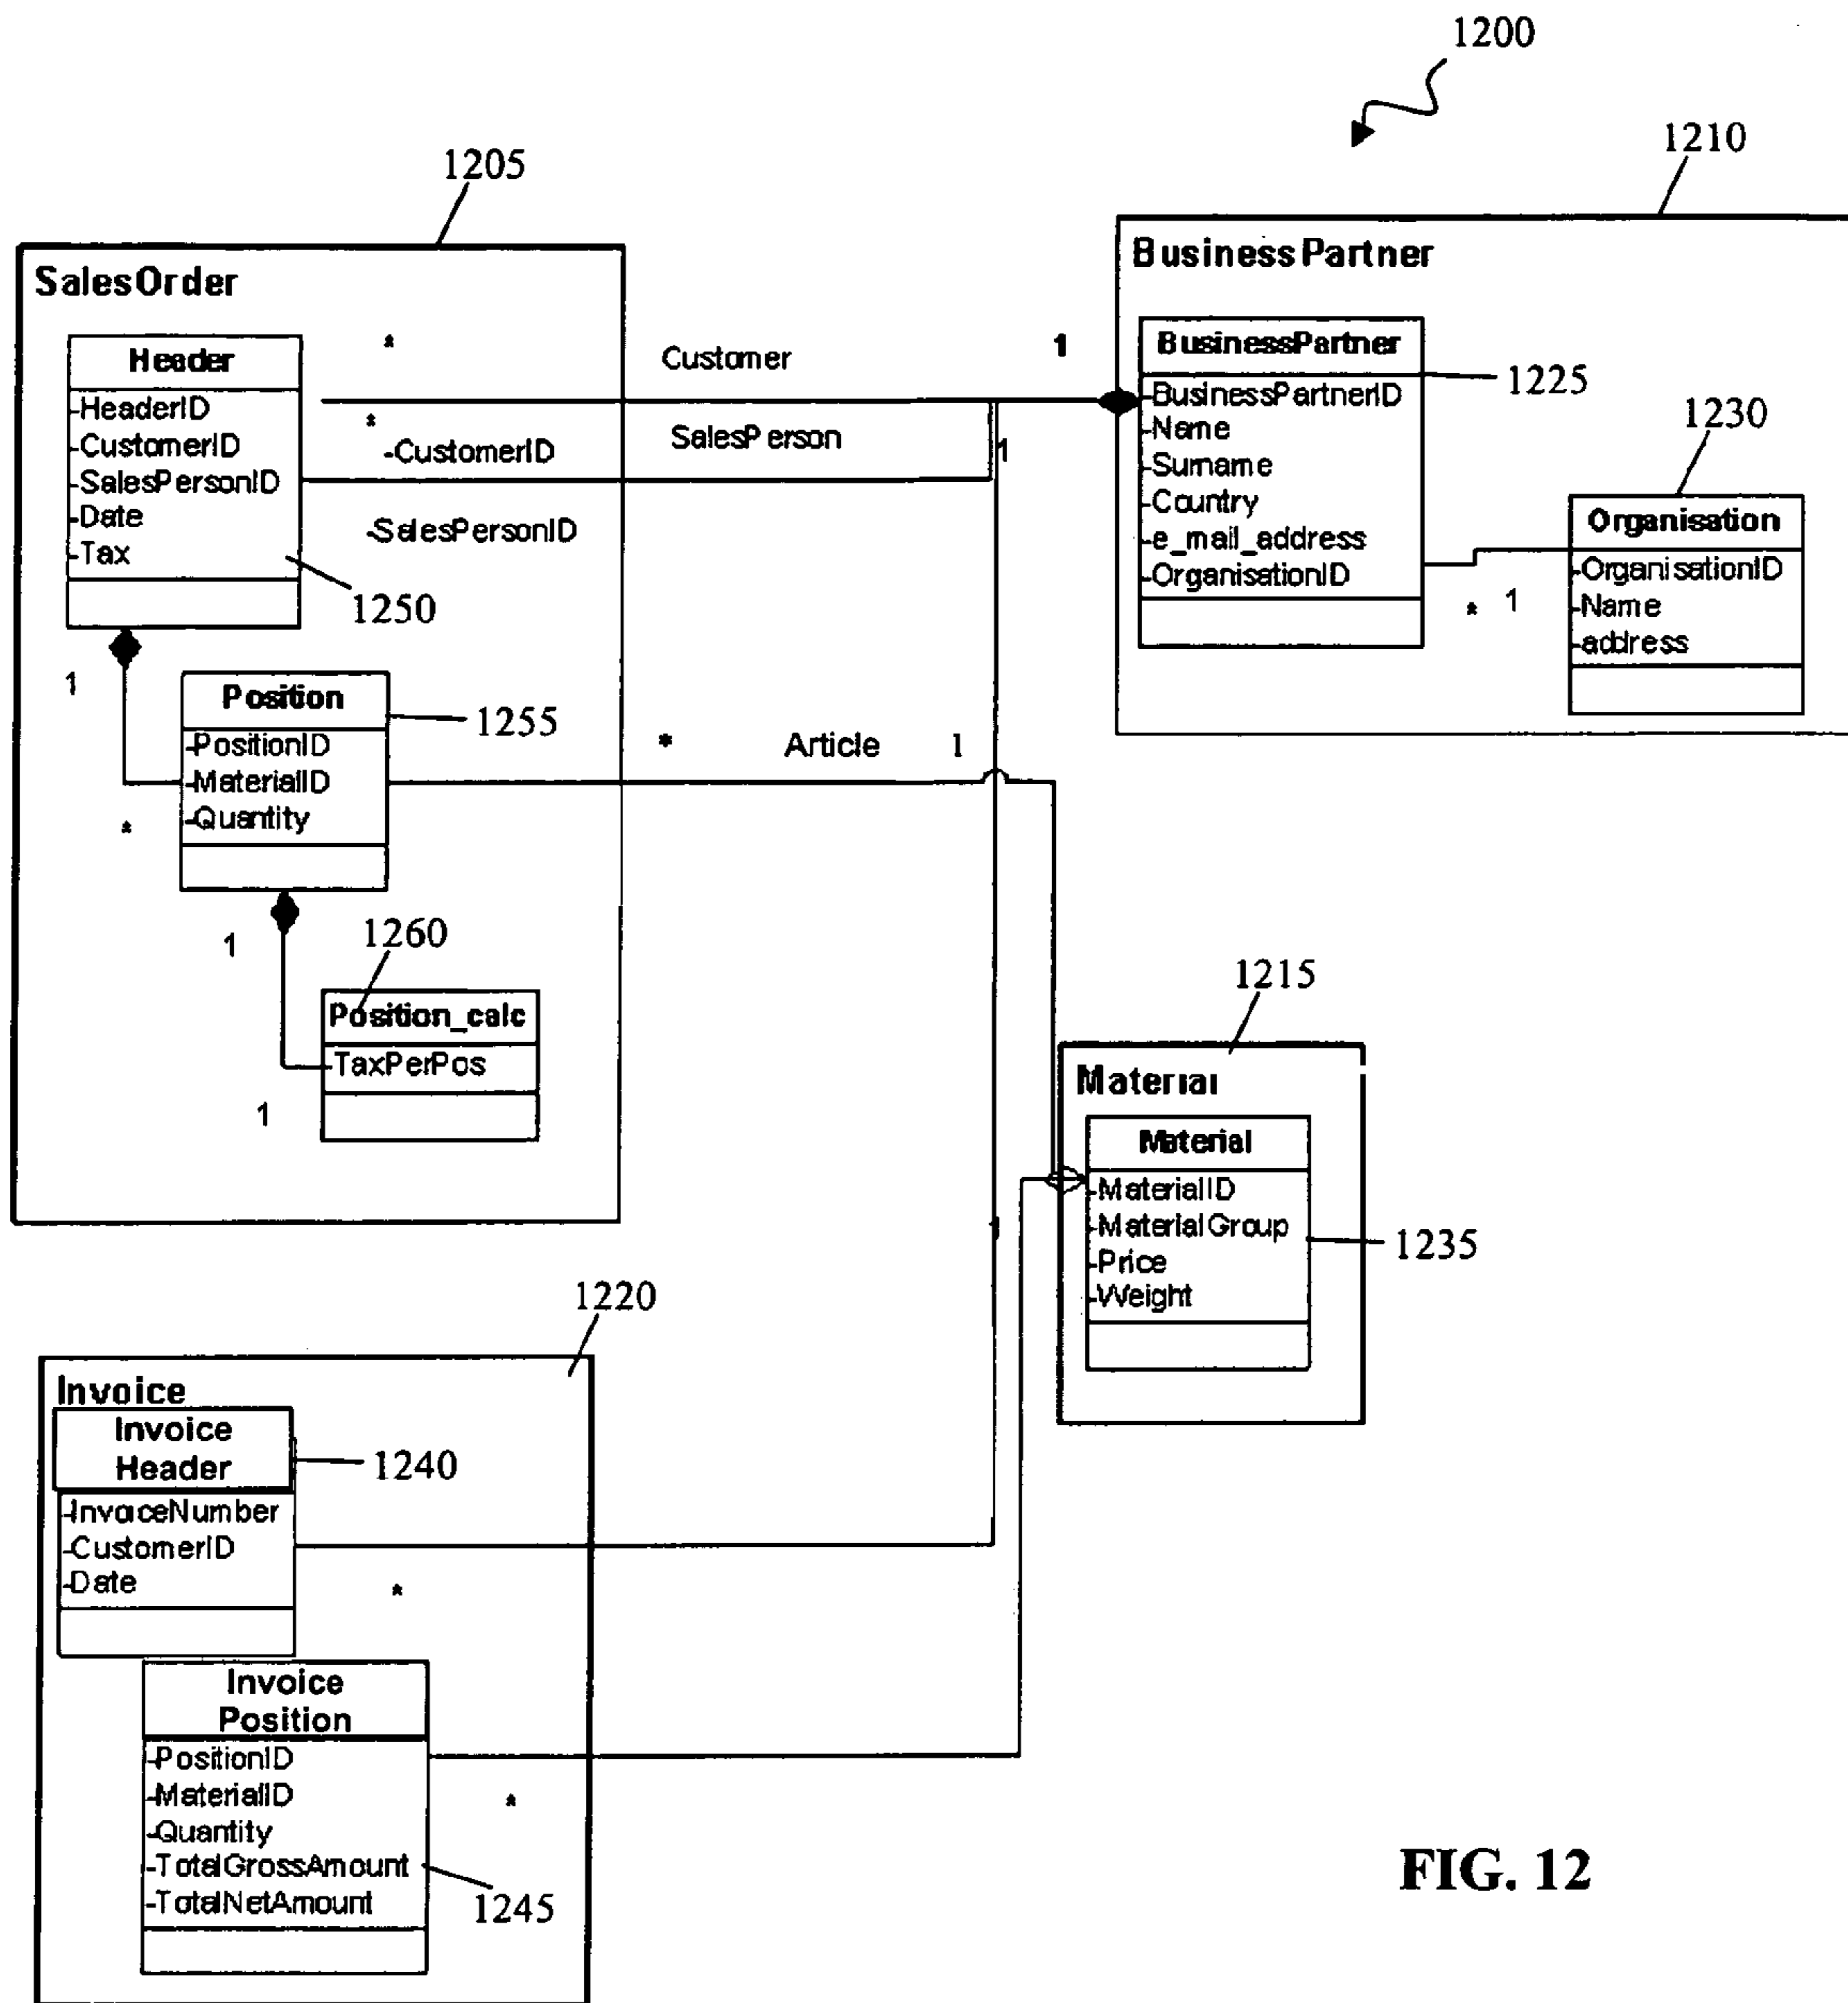 1200
1205
1210
SalesOrder
Header
-HeaderID
-CustomerID
-SalesPersonID
-Date
-Tax
1250
*
Customer
1
*
-CustomerID
SalesPerson
1
-SalesPersonID
BusinessPartner
BusinessPartner
-BusinessPartnerID
-Name
-Surname
-Country
-e_mail_address
-OrganisationID
1225
1230
Organisation
-OrganisationID
-Name
-address
*
1
1
*
Position
-PositionID
-MaterialID
-Quantity
1255
*
Article
1
1
1
1260
Position_calc
-TaxPerPos
1215
Material
Material
-MaterialID
-MaterialGroup
-Price
-Weight
1235
1
1220
Invoice
Invoice
Header
-InvoiceNumber
-CustomerID
-Date
1240
*
Invoice
Position
-PositionID
-MaterialID
-Quantity
-TotalGrossAmount
-TotalNetAmount
1245
*
FIG. 12